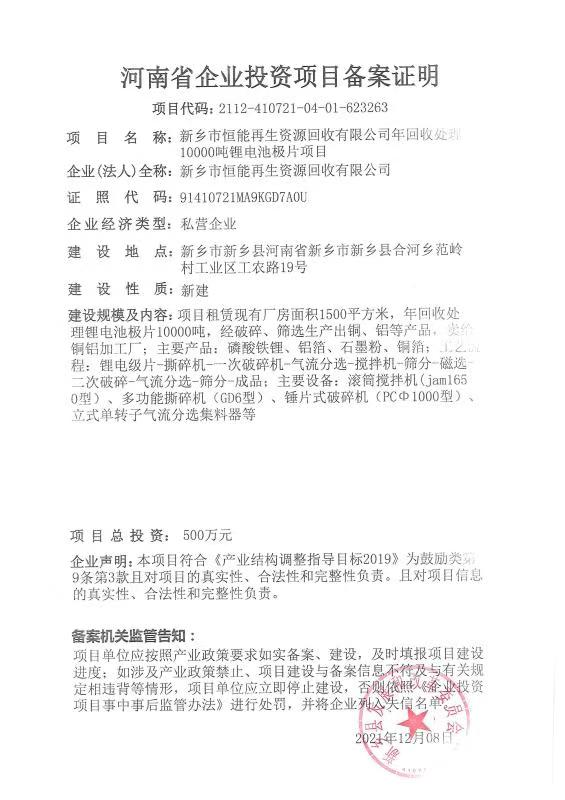 河南省企业投资项目备案证明
项目代码：2112-410721-04-01-623263
项目名称：新乡市恒能再生资源回收有限公司年回收处理
10000吨锂电池极片项目
企业(法人)全称：新乡市恒能再生资源回收有限公司
证照代码：91410721MA9KGD7A0U
企业经济类型：私营企业
建设地点：新乡市新乡县河南省新乡市新乡县合河乡范岭
村工业区工农路19号
建设性质：新建
建设规模及内容：项目租赁现有厂房面积1500平方米，年回收处
理锂电池极片10000吨，经破碎、筛选生产出铜、铝等产品，卖给
铜铝加工厂；主要产品：磷酸铁锂、铝箔、石墨粉、铜箔；工艺流
程：锂电级片-撕碎机-一次破碎机-气流分选-搅拌机-筛分-磁选-
二次破碎-气流分选-筛分-成品；主要设备：滚筒搅拌机(jam165
0型）、多功能撕碎机（GD6型）、锤片式破碎机（PCΦ1000型）、
立式单转子气流分选集料器等
项目总投资：500万元
企业声明：本项目符合《产业结构调整指导目标2019》为鼓励类第
9条第3款且对项目的真实性、合法性和完整性负责。且对项目信息
的真实性、合法性和完整性负责。
备案机关监管告知：
项目单位应按照产业政策要求如实备案、建设，及时填报项目建设
进度；如涉及产业政策禁止、项目建设与备案信息不符及与有关规
定相违背等情形，项目单位应立即停止建设，否则依照《企业投资
项目事中事后监管办法》进行处罚，并将企业列入失信名单。
新乡县发展和改革委员会
2021年12月08日